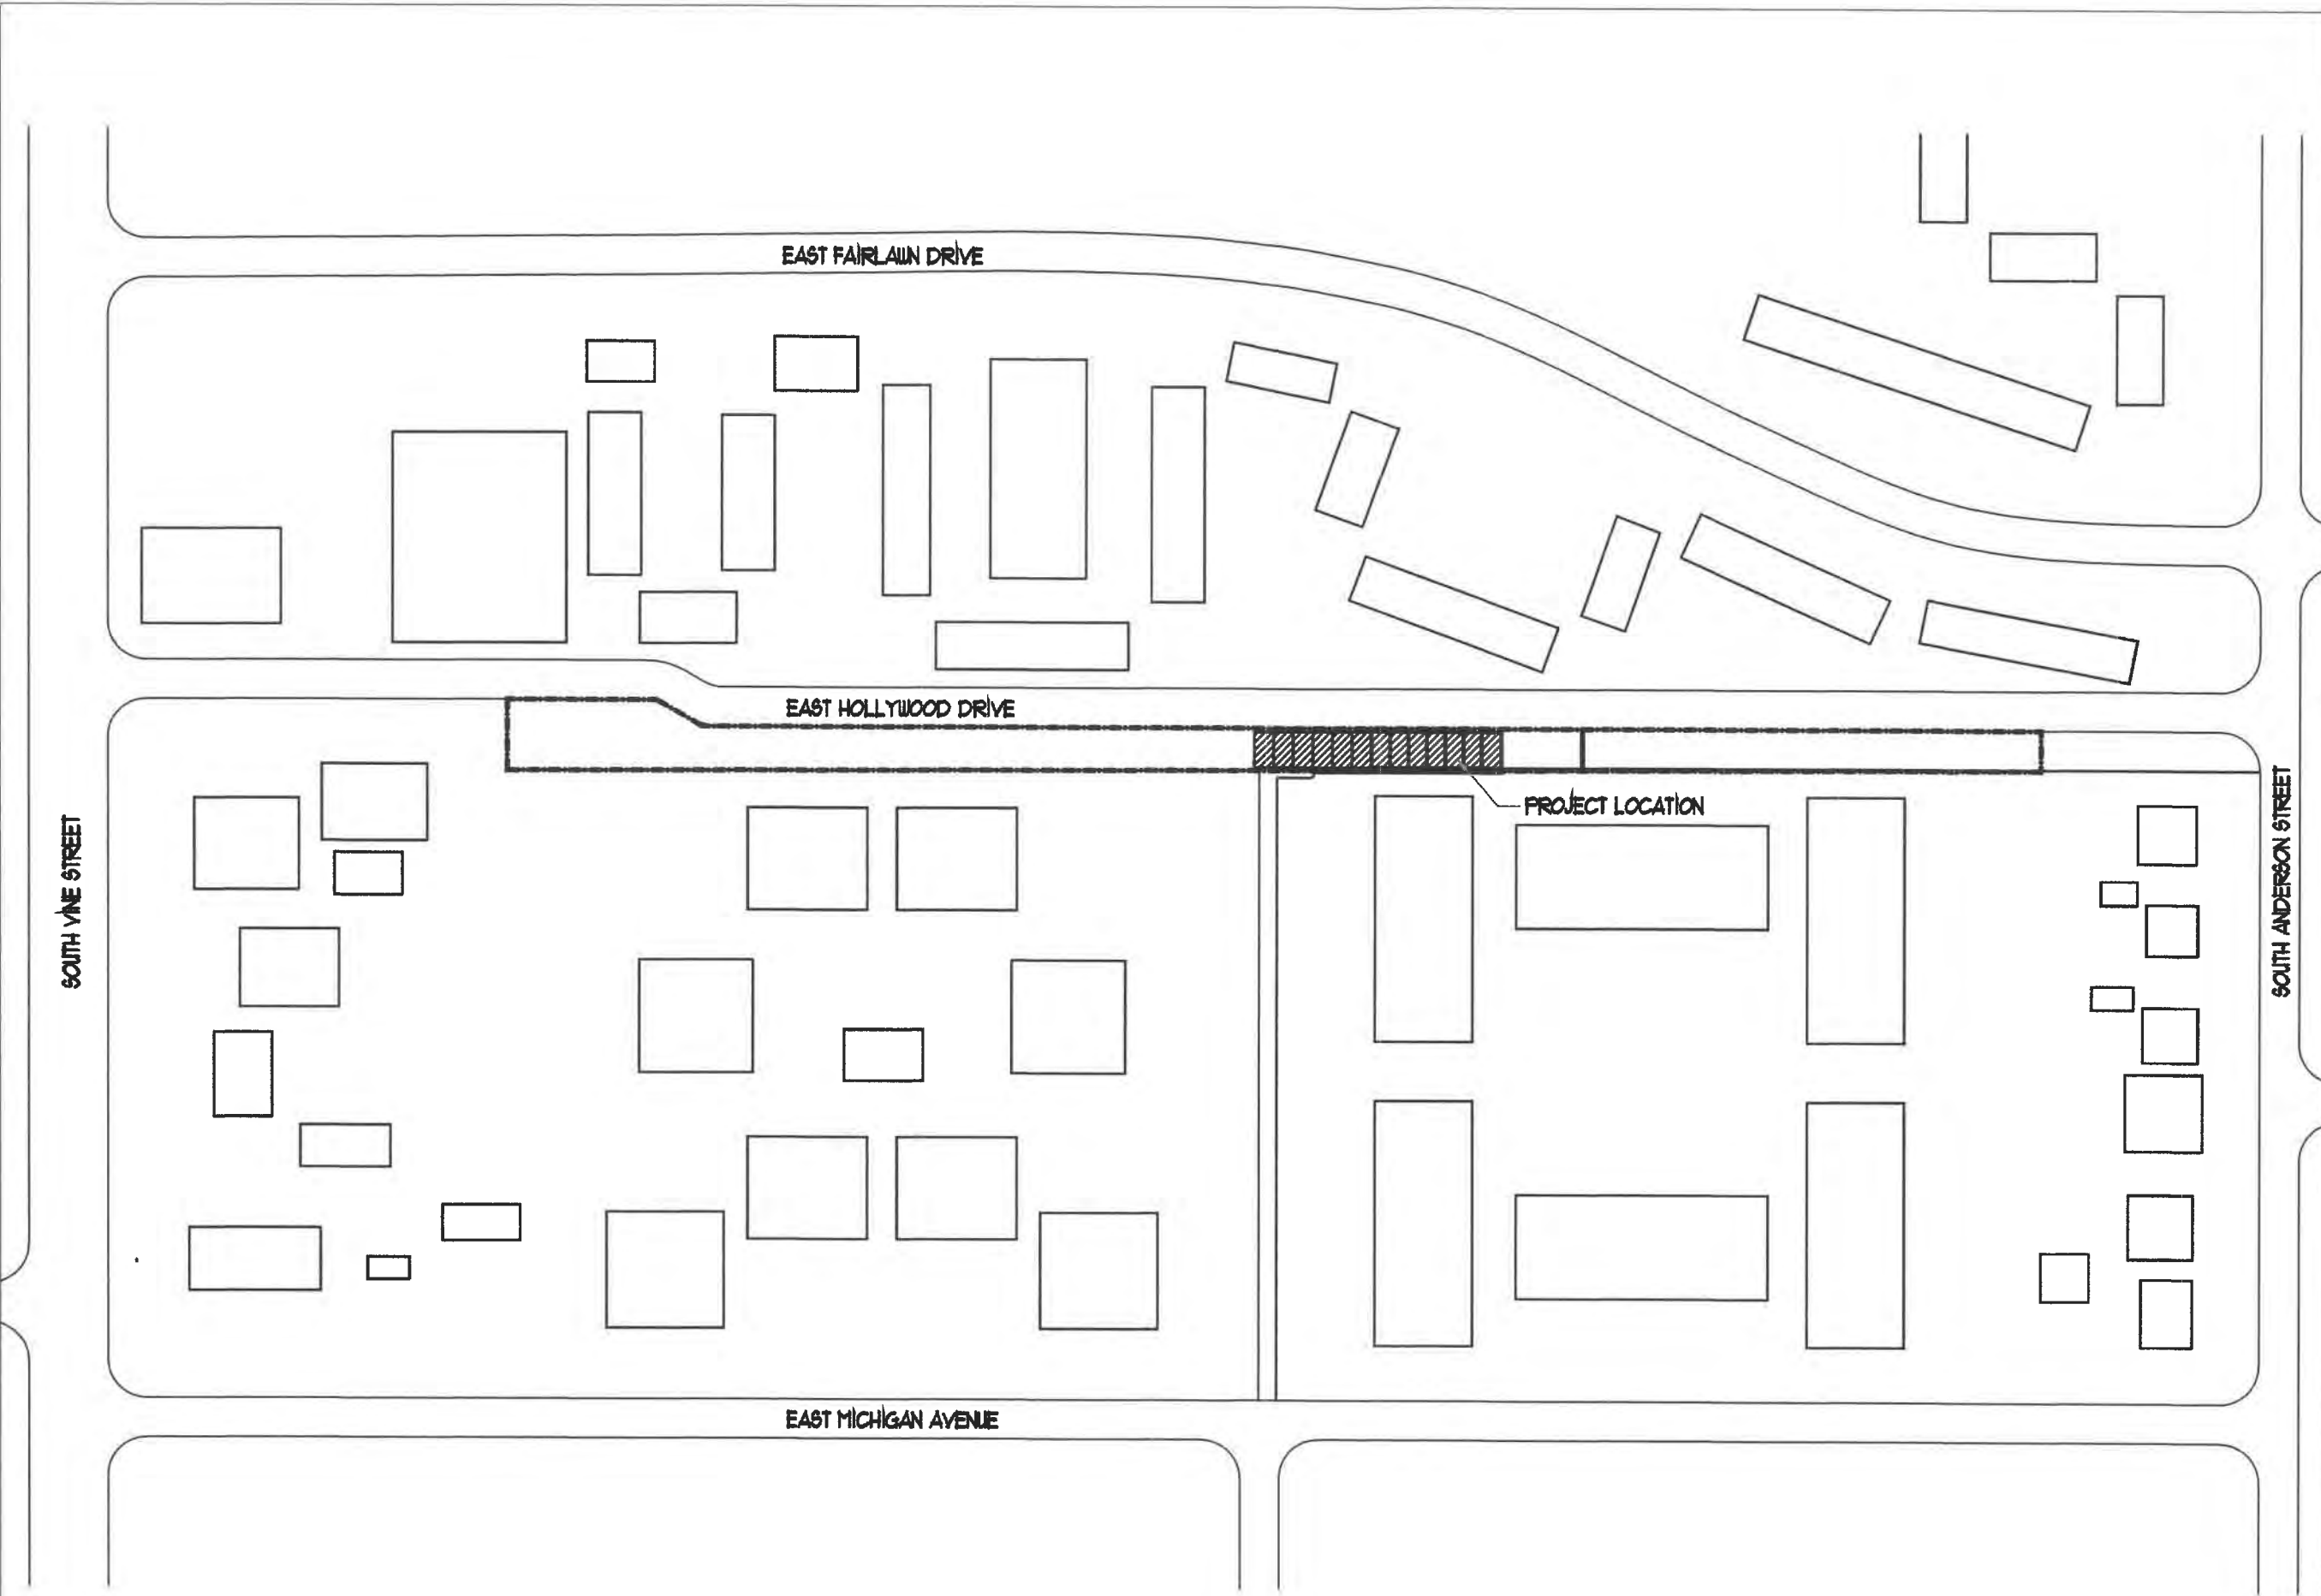 EAST FAIRLAWN DRIVE
EAST HOLLYWOOD DRIVE
PROJECT LOCATION
SOUTH VINE STREET
SOUTH ANDERSON STREET
EAST MICHIGAN AVENUE